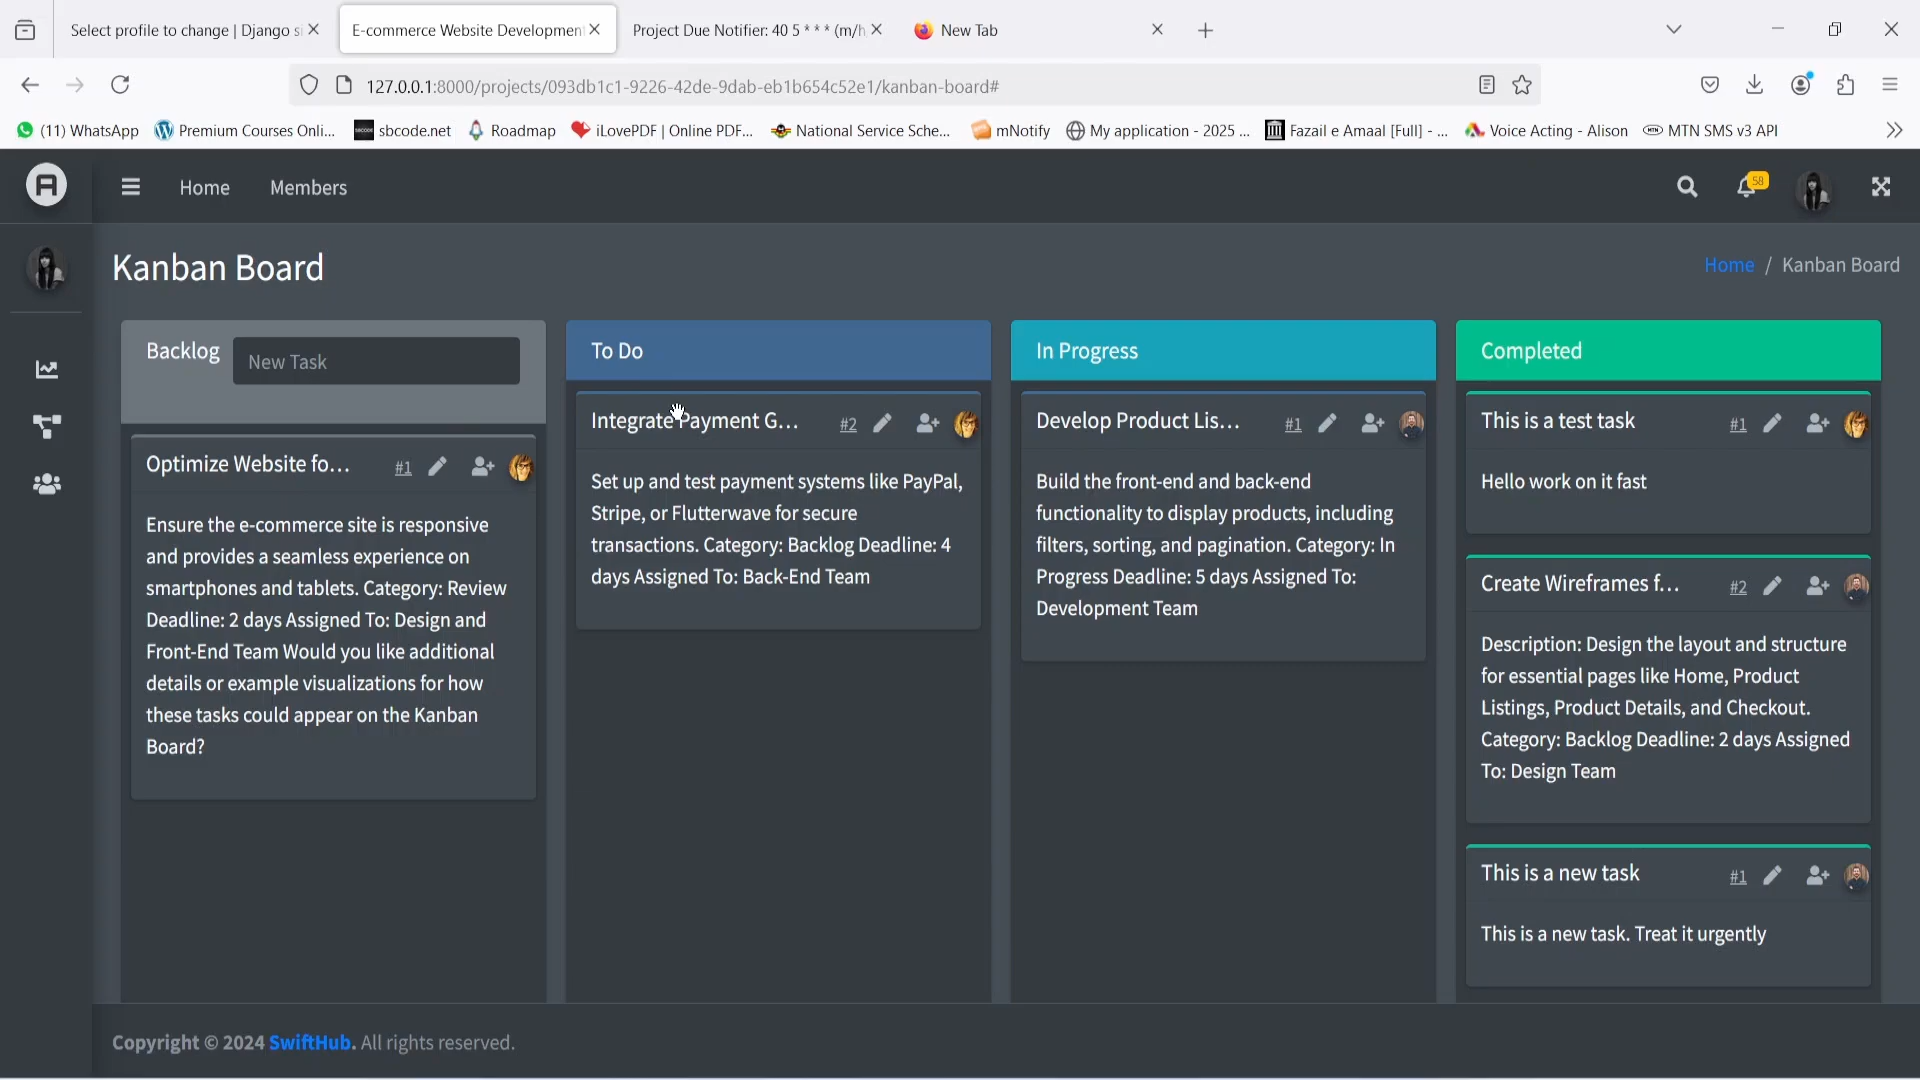 Select profile to change | Django si
E-commerce Website Development
Project Due Notifier: 40 5 * * * (m/h
New Tab
127.0.0.1:8000/projects/093db1c1-9226-42de-9dab-eb1b654c52e1/kanban-board#
(11) WhatsApp
Premium Courses Onli...
sbcode.net
Roadmap
iLovePDF | Online PDF...
National Service Sche...
mNotify
My application - 2025 ...
Fazail e Amaal [Full] - ...
Voice Acting - Alison
MTN SMS v3 API
A
Home
Members
58
Kanban Board
Home / Kanban Board
Backlog
New Task
Optimize Website fo...
#1
Ensure the e-commerce site is responsive
and provides a seamless experience on
smartphones and tablets. Category: Review
Deadline: 2 days Assigned To: Design and
Front-End Team Would you like additional
details or example visualizations for how
these tasks could appear on the Kanban
Board?
To Do
Integrate Payment G...
#2
Set up and test payment systems like PayPal,
Stripe, or Flutterwave for secure
transactions. Category: Backlog Deadline: 4
days Assigned To: Back-End Team
In Progress
Develop Product Lis...
#1
Build the front-end and back-end
functionality to display products, including
filters, sorting, and pagination. Category: In
Progress Deadline: 5 days Assigned To:
Development Team
Completed
This is a test task
#1
Hello work on it fast
Create Wireframes f...
#2
Description: Design the layout and structure
for essential pages like Home, Product
Listings, Product Details, and Checkout.
Category: Backlog Deadline: 2 days Assigned
To: Design Team
This is a new task
#1
This is a new task. Treat it urgently
Copyright © 2024 SwiftHub. All rights reserved.